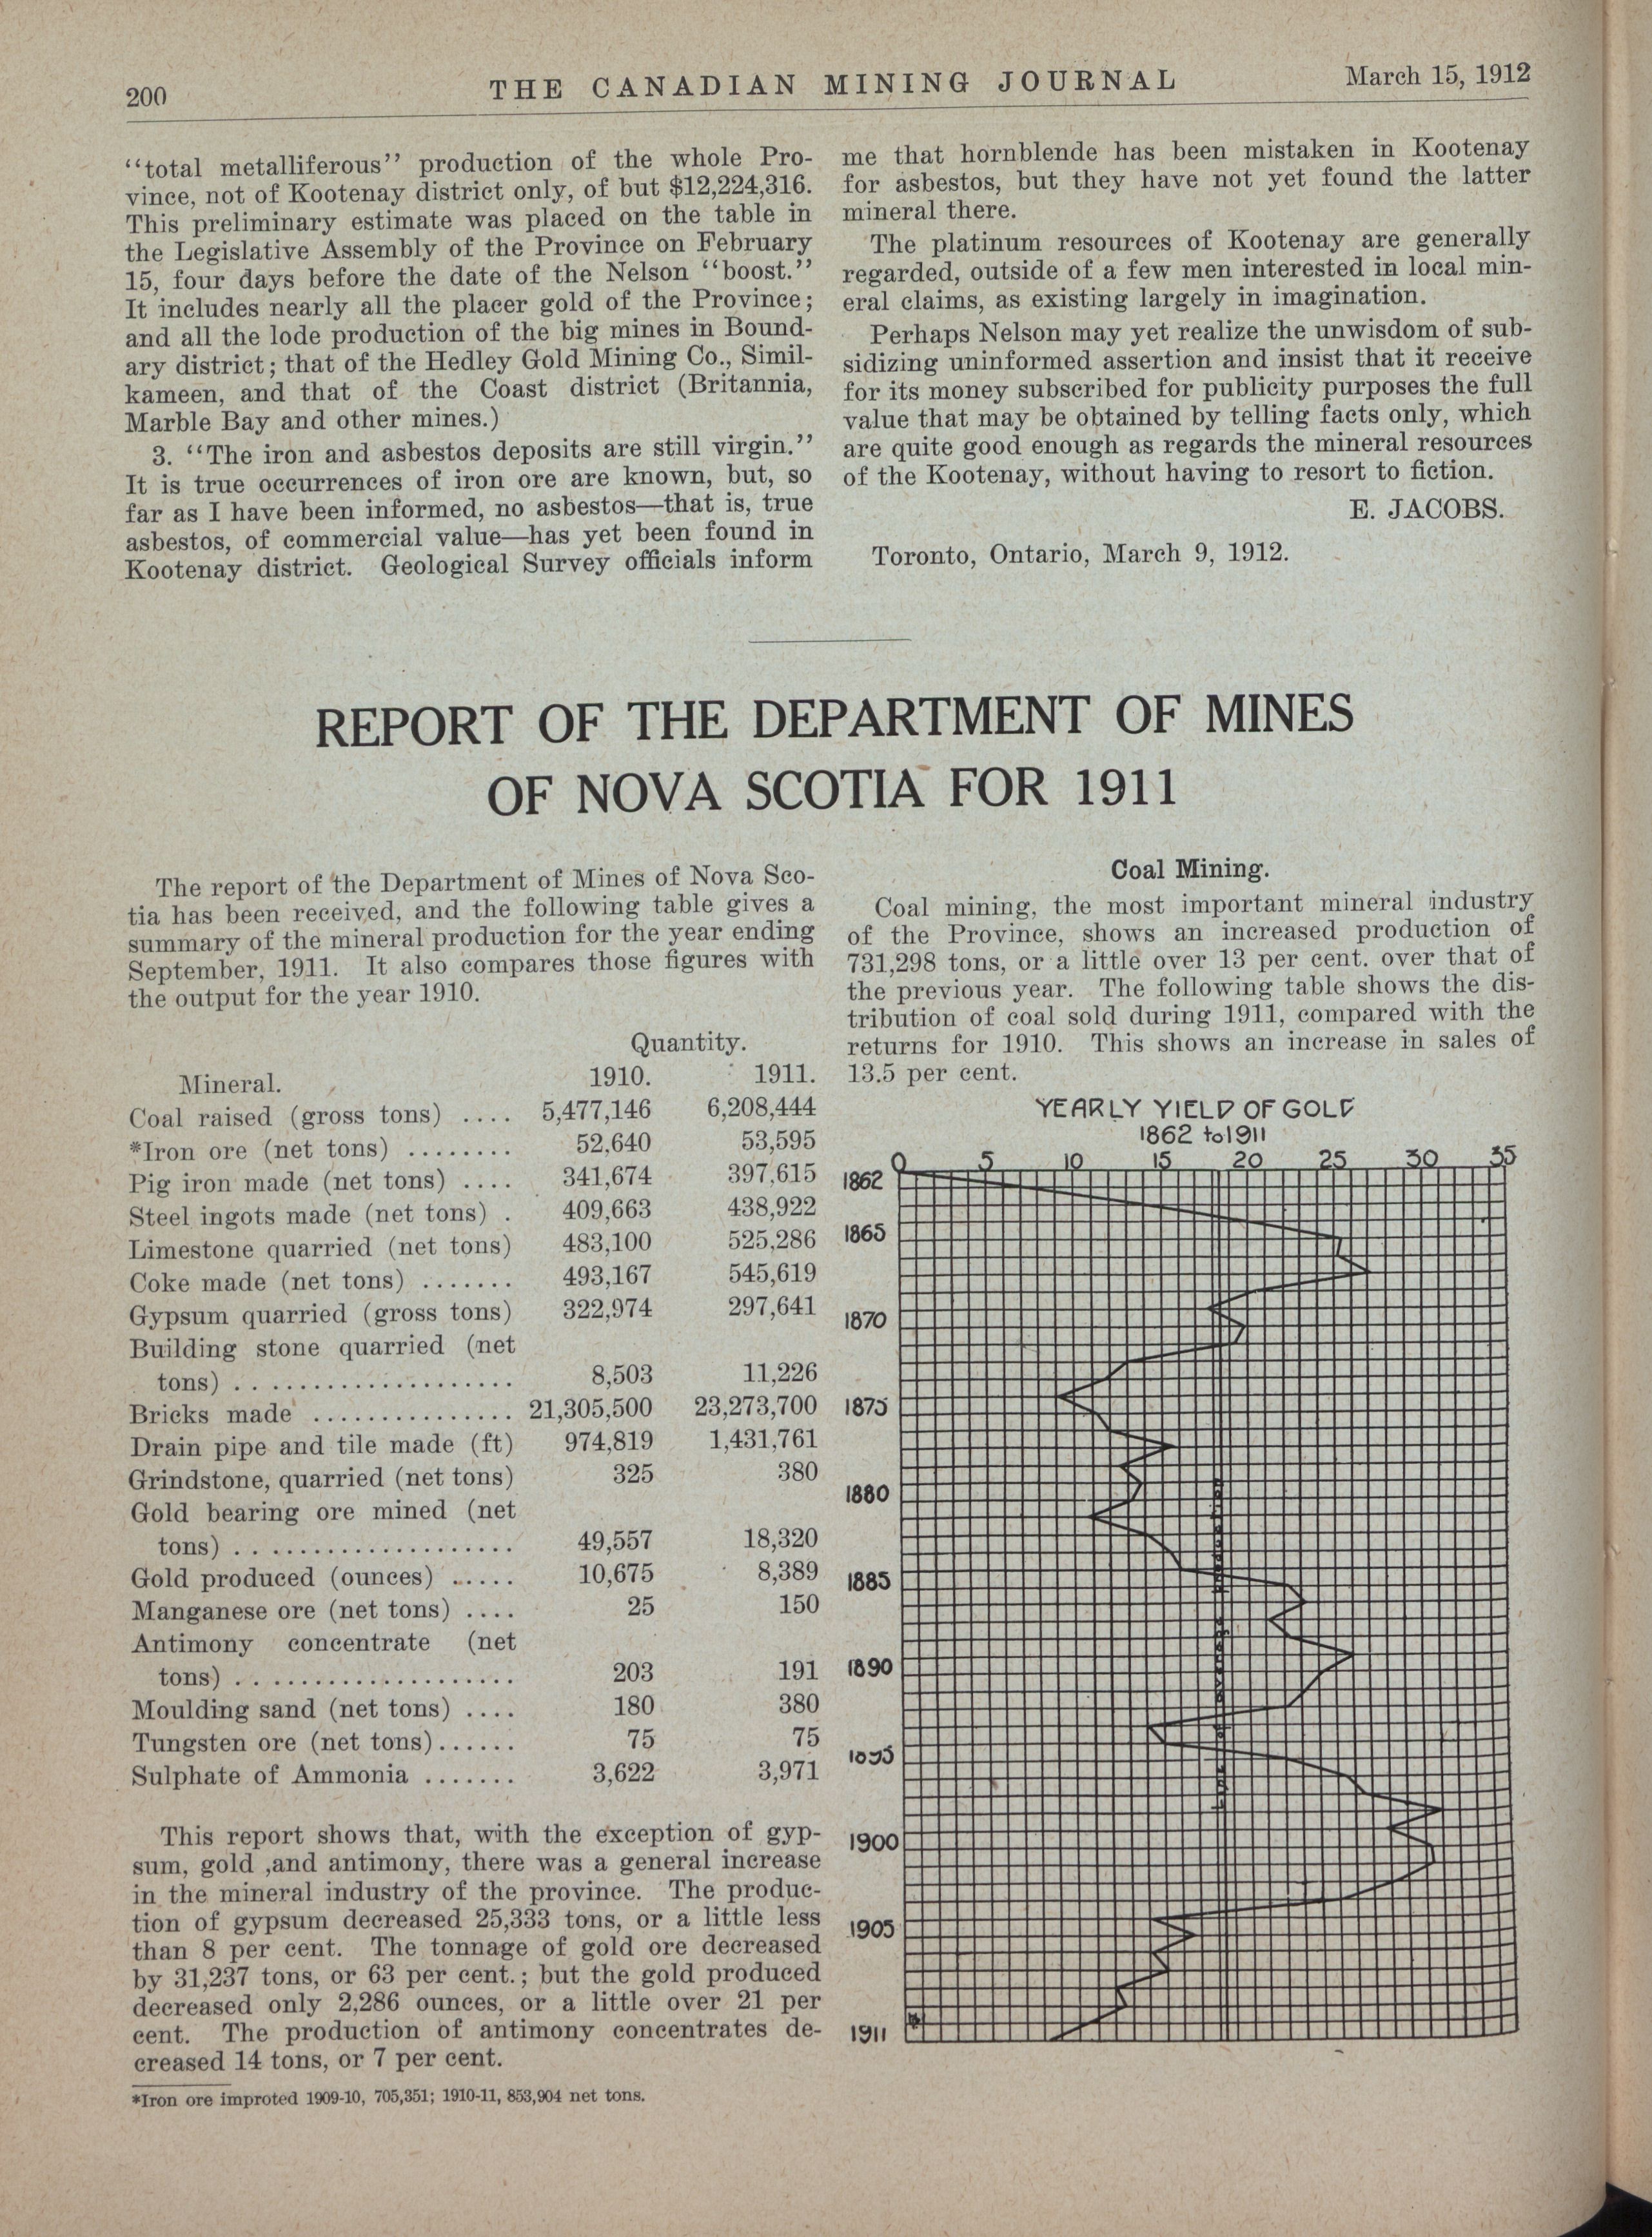 200
THE CANADIAN MINING JOURNAL
March 15, 1912
‘‘total metalliferous’’ production of the whole Pro-
vince, not of Kootenay district only, of but $12,224,316.
This preliminary estimate was placed on the table in
the Legislative Assembly of the Province on February
15, four days before the date of the Nelson ‘‘boost.’’
It includes nearly all the placer gold of the Province;
and all the lode production of the big mines in Bound-
ary district; that of the Hedley Gold Mining Co., Simil-
kameen, and that of the Coast district (Britannia,
Marble Bay and other mines.)
3. ‘‘The iron and asbestos deposits are still virgin.’’
It is true occurrences of iron ore are known, but, so
far as I have been informed, no asbestos—that is, true
asbestos, of commercial value—has yet been found in
Kootenay district. Geological Survey officials inform
me that hornblende has been mistaken in Kootenay
for asbestos, but they have not yet found the latter
mineral there.
The platinum resources of Kootenay are generally
regarded, outside of a few men interested in local min-
eral claims, as existing largely in imagination.
Perhaps Nelson may yet realize the unwisdom of sub-
sidizing uninformed assertion and insist that it receive
for its money subscribed for publicity purposes the full
value that may be obtained by telling facts only, which
are quite good enough as regards the mineral resources
of the Kootenay, without having to resort to fiction.
E. JACOBS.
Toronto, Ontario, March 9, 1912.
REPORT OF THE DEPARTMENT OF MINES
OF NOVA SCOTIA FOR 1911
The report of the Department of Mines of Nova Sco-
tia has been received, and the following table gives a
summary of the mineral production for the year ending
September, 1911. It also compares those figures with
the output for the year 1910.
Quantity.
Mineral. 1910. 1911.
Coal raised (gross tons) .... 5,477,146 6,208,444
*Iron ore (net tons) ........ 52,640 53,595
Pig iron made (net tons) .... 341,674 397,615
Steel ingots made (net tons) . 409,663 438,922
Limestone quarried (net tons) 483,100 525,286
Coke made (net tons) ....... 493,167 545,619
Gypsum quarried (gross tons) 322,974 297,641
Building stone quarried (net
tons) .................... 8,503 11,226
Bricks made ............... 21,305,500 23,273,700
Drain pipe and tile made (ft) 974,819 1,431,761
Grindstone, quarried (net tons) 325 380
Gold bearing ore mined (net
tons) .................... 49,557 18,320
Gold produced (ounces) ..... 10,675 8,389
Manganese ore (net tons) .... 25 150
Antimony concentrate (net
tons) .................... 203 191
Moulding sand (net tons) .... 180 380
Tungsten ore (net tons)...... 75 75
Sulphate of Ammonia ....... 3,622 3,971
This report shows that, with the exception of gyp-
sum, gold ,and antimony, there was a general increase
in the mineral industry of the province. The produc-
tion of gypsum decreased 25,333 tons, or a little less
than 8 per cent. The tonnage of gold ore decreased
by 31,237 tons, or 63 per cent.; but the gold produced
decreased only 2,286 ounces, or a little over 21 per
cent. The production of antimony concentrates de-
creased 14 tons, or 7 per cent.
*Iron ore improted 1909-10, 705,351; 1910-11, 853,904 net tons.
Coal Mining.
Coal mining, the most important mineral industry
of the Province, shows an increased production of
731,298 tons, or a little over 13 per cent. over that of
the previous year. The following table shows the dis-
tribution of coal sold during 1911, compared with the
returns for 1910. This shows an increase in sales of
13.5 per cent.
YEARLY YIELD OF GOLD
1862 to 1911
0 5 10 15 20 25 30 35
1862
1865
1870
1875
1880
1885
1890
1895
1900
1905
1911
Line of average production